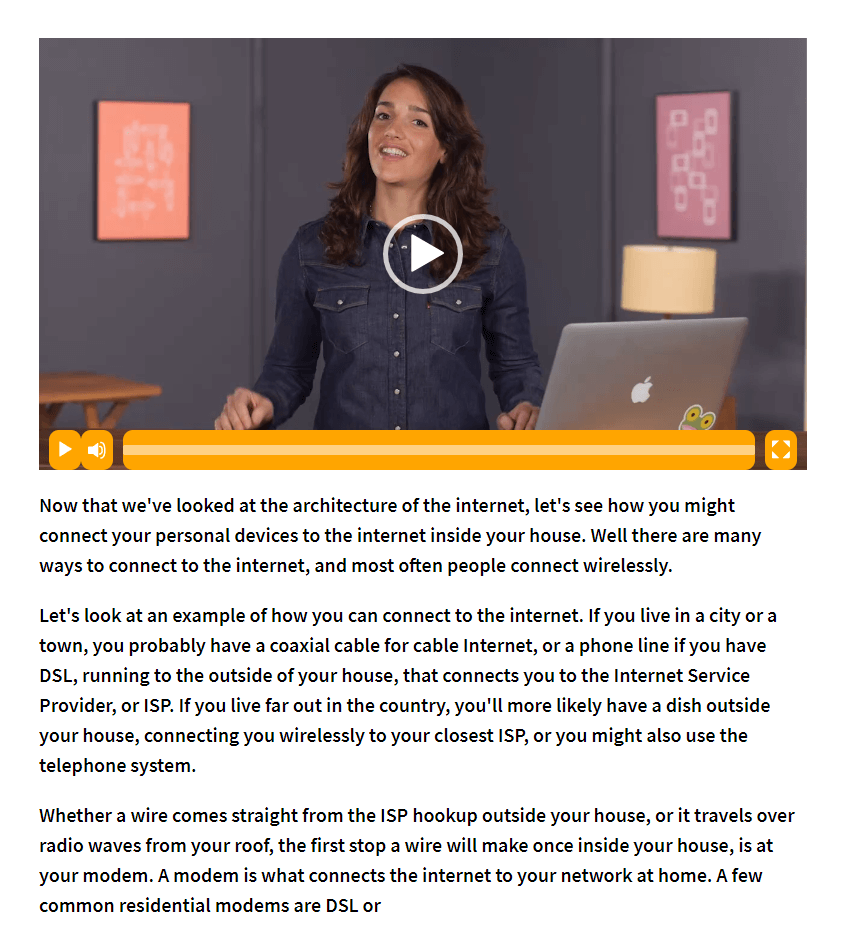 Now that we've looked at the architecture of the internet, let's see how you might
connect your personal devices to the internet inside your house. Well there are many
ways to connect to the internet, and most often people connect wirelessly.
Let's look at an example of how you can connect to the internet. If you live in a city or a
town, you probably have a coaxial cable for cable Internet, or a phone line if you have
DSL, running to the outside of your house, that connects you to the Internet Service
Provider, or ISP. If you live far out in the country, you'll more likely have a dish outside
your house, connecting you wirelessly to your closest ISP, or you might also use the
telephone system.
Whether a wire comes straight from the ISP hookup outside your house, or it travels over
radio waves from your roof, the first stop a wire will make once inside your house, is at
your modem. A modem is what connects the internet to your network at home. A few
common residential modems are DSL or